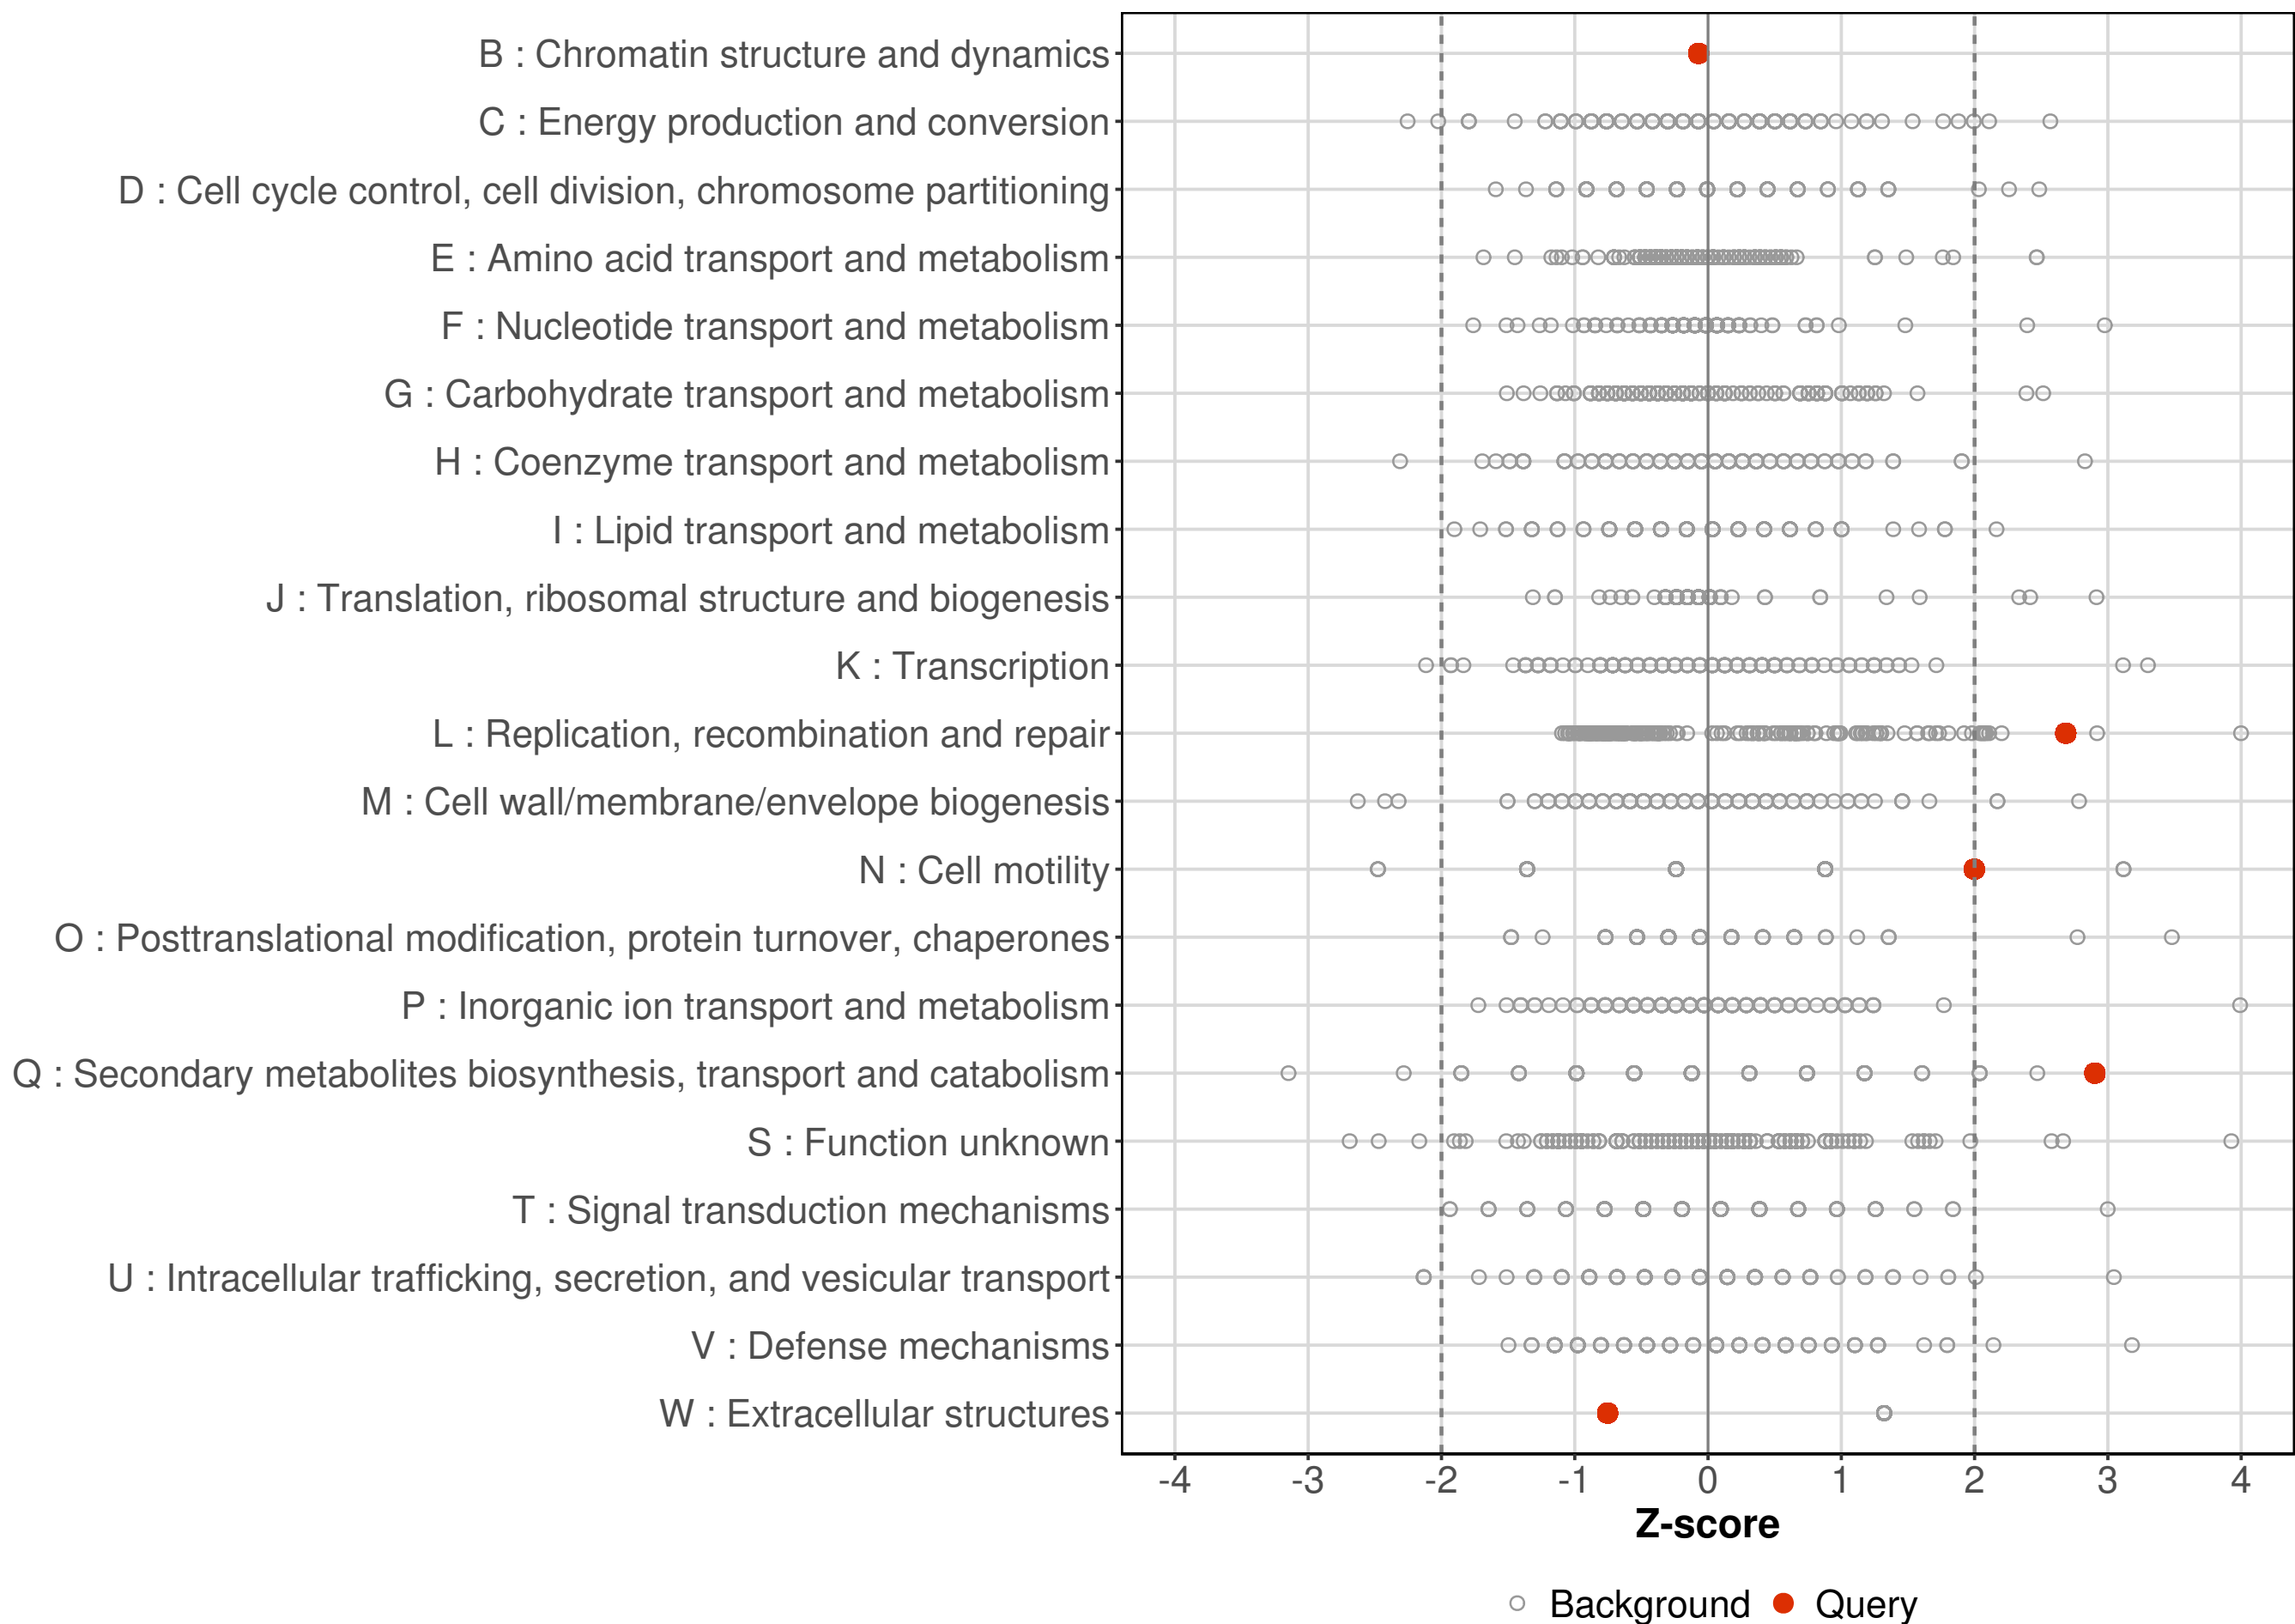 B : Chromatin structure and dynamics
C : Energy production and conversion
D : Cell cycle control, cell division, chromosome partitioning
E : Amino acid transport and metabolism
F : Nucleotide transport and metabolism
G : Carbohydrate transport and metabolism
H : Coenzyme transport and metabolism
I : Lipid transport and metabolism
J : Translation, ribosomal structure and biogenesis
K : Transcription
L : Replication, recombination and repair
M : Cell wall/membrane/envelope biogenesis
N : Cell motility
O : Posttranslational modification, protein turnover, chaperones
P : Inorganic ion transport and metabolism
Q : Secondary metabolites biosynthesis, transport and catabolism
S : Function unknown
T : Signal transduction mechanisms
U : Intracellular trafficking, secretion, and vesicular transport
V : Defense mechanisms
W : Extracellular structures
-4 -3 -2 -1 0 1 2 3 4
Z-score
Background Query